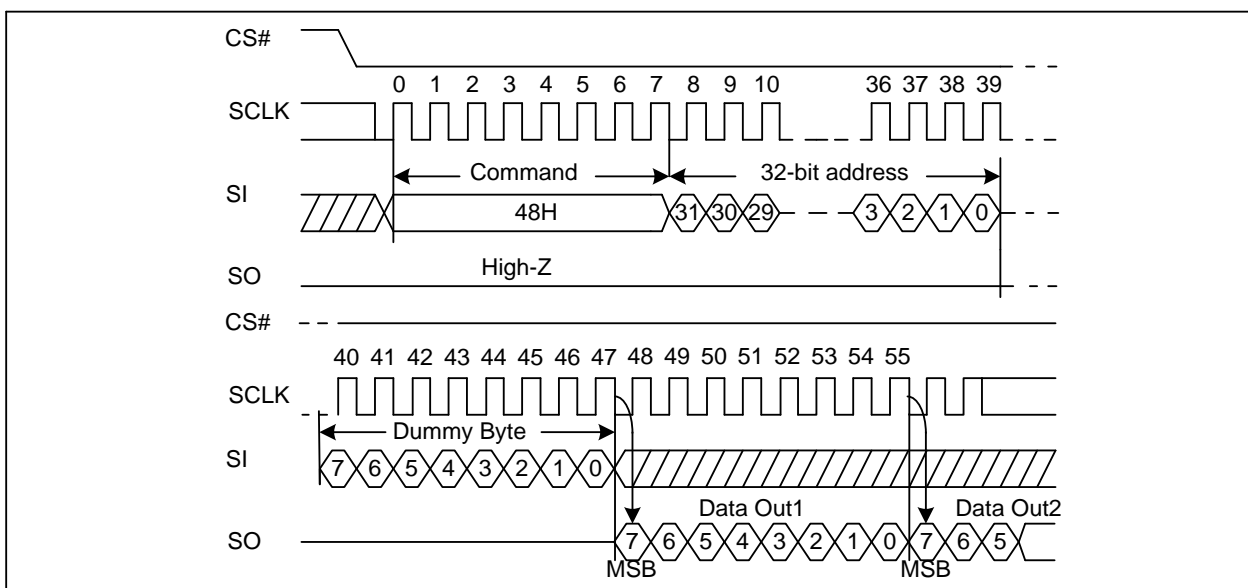 CS#
0 1 2 3 4 5 6 7 8 9 10 36 37 38 39
SCLK
Command 32-bit address
SI
48H 31 30 29 3 2 1 0
High-Z
SO
CS#
40 41 42 43 44 45 46 47 48 49 50 51 52 53 54 55
SCLK
Dummy Byte
SI
7 6 5 4 3 2 1 0
Data Out1 Data Out2
SO
7 6 5 4 3 2 1 0 7 6 5
MSB MSB